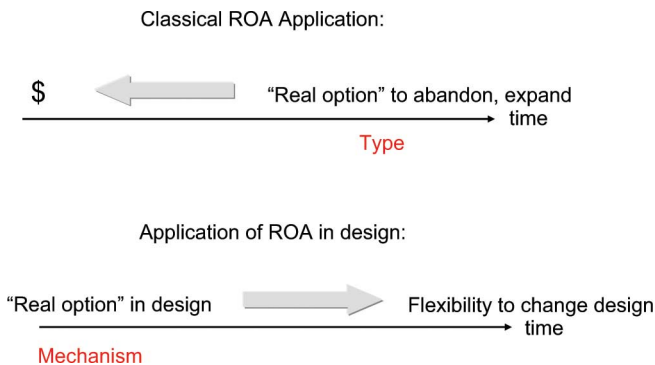 Classical ROA Application:
$ “Real option” to abandon, expand
time
Type
Application of ROA in design:
“Real option” in design Flexibility to change design
time
Mechanism